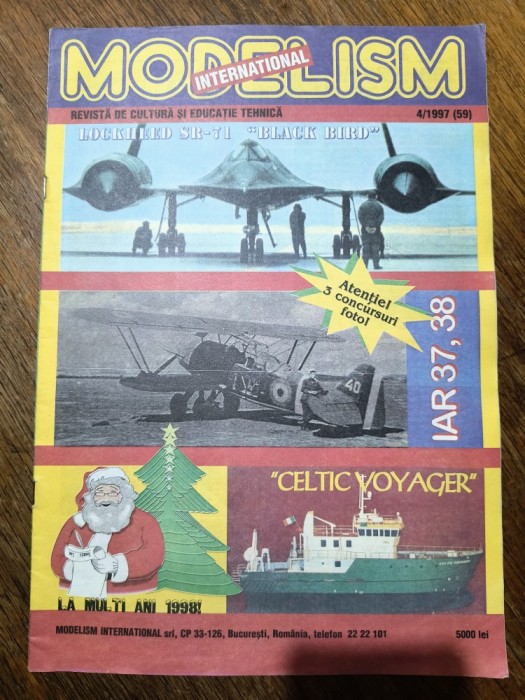 MODELISM
INTERNATIONAL
REVISTĂ DE CULTURĂ ŞI EDUCAŢIE TEHNICĂ 4/1997 (59)
LOCKHEED SR-71 "BLACK BIRD"
Atenţie!
3 concursuri
foto!
IAR 37, 38
40
"CELTIC VOYAGER"
LA MULTI ANI 1998!
MODELISM INTERNATIONAL srl, CP 33-126, Bucureşti, România, telefon 22 22 101 5000 lei